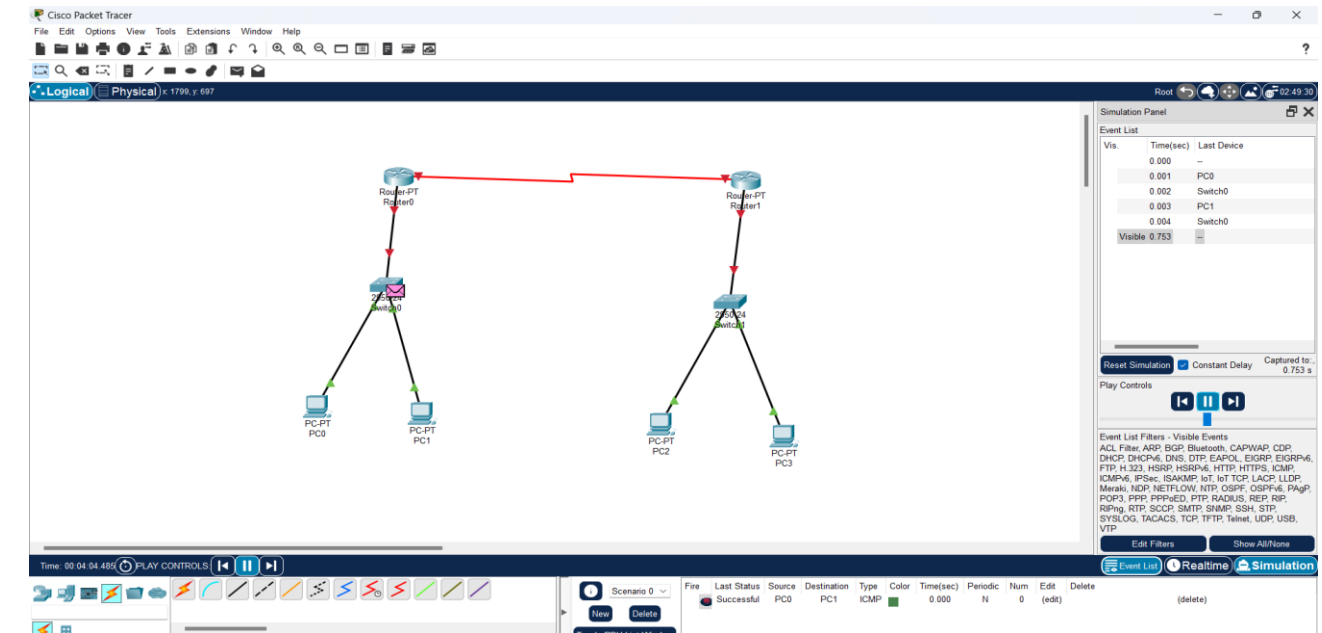 Cisco Packet Tracer
File Edit Options View Tools Extensions Window Help
?
Logical Physical x: 1799, y: 697
Root 02:49:30
Simulation Panel
Event List
Vis. Time(sec) Last Device
0.000 --
0.001 PC0
0.002 Switch0
0.003 PC1
0.004 Switch0
Visible 0.753 --
Router-PT
Router0
Router-PT
Router1
2950-24
Switch0
2950-24
Switch1
PC-PT
PC0
PC-PT
PC1
PC-PT
PC2
PC-PT
PC3
Reset Simulation Constant Delay Captured to:
0.753 s
Play Controls
Event List Filters - Visible Events
ACL Filter, ARP, BGP, Bluetooth, CAPWAP, CDP,
DHCP, DHCPv6, DNS, DTP, EAPOL, EIGRP, EIGRPv6,
FTP, H.323, HSRP, HSRPv6, HTTP, HTTPS, ICMP,
ICMPv6, IPSec, ISAKMP, IoT, IoT TCP, LACP, LLDP,
Meraki, NDP, NETFLOW, NTP, OSPF, OSPFv6, PAgP,
POP3, PPP, PPPoED, PTP, RADIUS, REP, RIP,
RIPng, RTP, SCCP, SMTP, SNMP, SSH, STP,
SYSLOG, TACACS, TCP, TFTP, Telnet, UDP, USB,
VTP
Edit Filters Show All/None
Time: 00:04:04.485 PLAY CONTROLS:
Event List Realtime Simulation
Scenario 0
New Delete
Fire Last Status Source Destination Type Color Time(sec) Periodic Num Edit Delete
Successful PC0 PC1 ICMP 0.000 N 0 (edit) (delete)